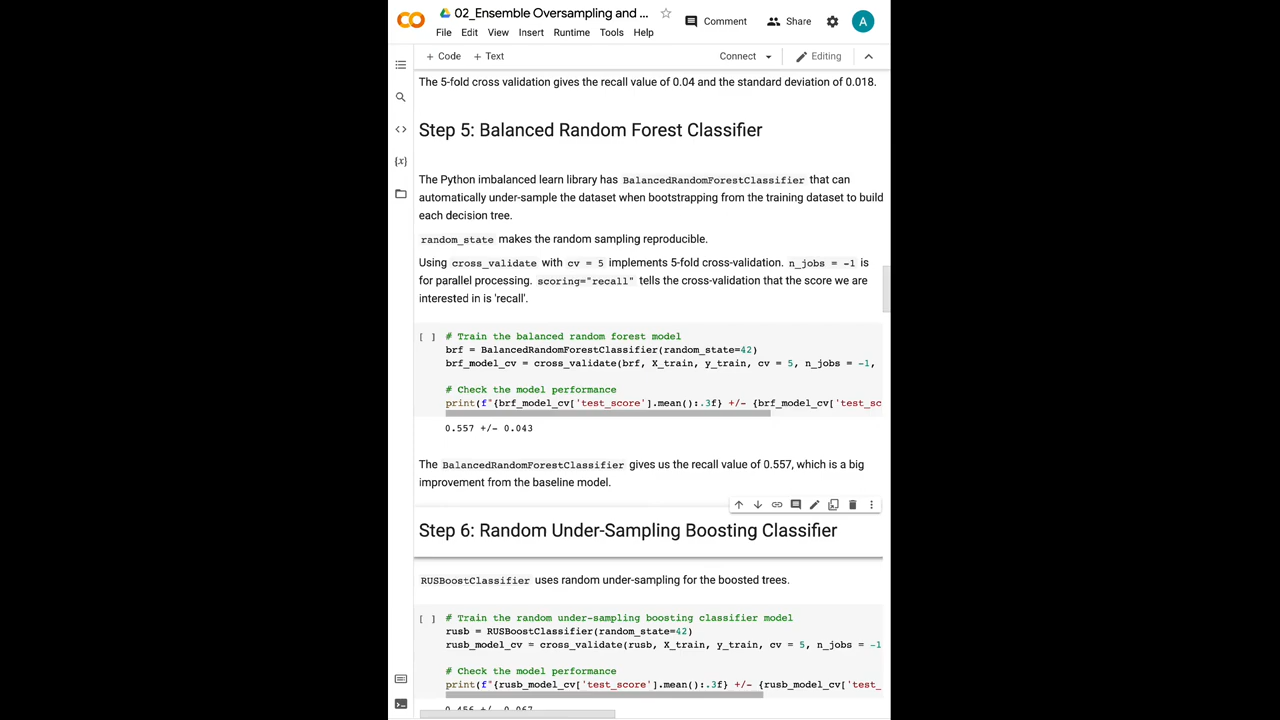 02_Ensemble Oversampling and ...
Comment
Share
A
File Edit View Insert Runtime Tools Help
+ Code + Text
Connect
Editing
The 5-fold cross validation gives the recall value of 0.04 and the standard deviation of 0.018.
Step 5: Balanced Random Forest Classifier
The Python imbalanced learn library has BalancedRandomForestClassifier that can
automatically under-sample the dataset when bootstrapping from the training dataset to build
each decision tree.
random_state makes the random sampling reproducible.
Using cross_validate with cv = 5 implements 5-fold cross-validation. n_jobs = -1 is
for parallel processing. scoring="recall" tells the cross-validation that the score we are
interested in is 'recall'.
[ ] # Train the balanced random forest model
brf = BalancedRandomForestClassifier(random_state=42)
brf_model_cv = cross_validate(brf, X_train, y_train, cv = 5, n_jobs = -1,
# Check the model performance
print(f"{brf_model_cv['test_score'].mean():.3f} +/- {brf_model_cv['test_sc
0.557 +/- 0.043
The BalancedRandomForestClassifier gives us the recall value of 0.557, which is a big
improvement from the baseline model.
Step 6: Random Under-Sampling Boosting Classifier
RUSBoostClassifier uses random under-sampling for the boosted trees.
[ ] # Train the random under-sampling boosting classifier model
rusb = RUSBoostClassifier(random_state=42)
rusb_model_cv = cross_validate(rusb, X_train, y_train, cv = 5, n_jobs = -1
# Check the model performance
print(f"{rusb_model_cv['test_score'].mean():.3f} +/- {rusb_model_cv['test_
0.456 +/- 0.067